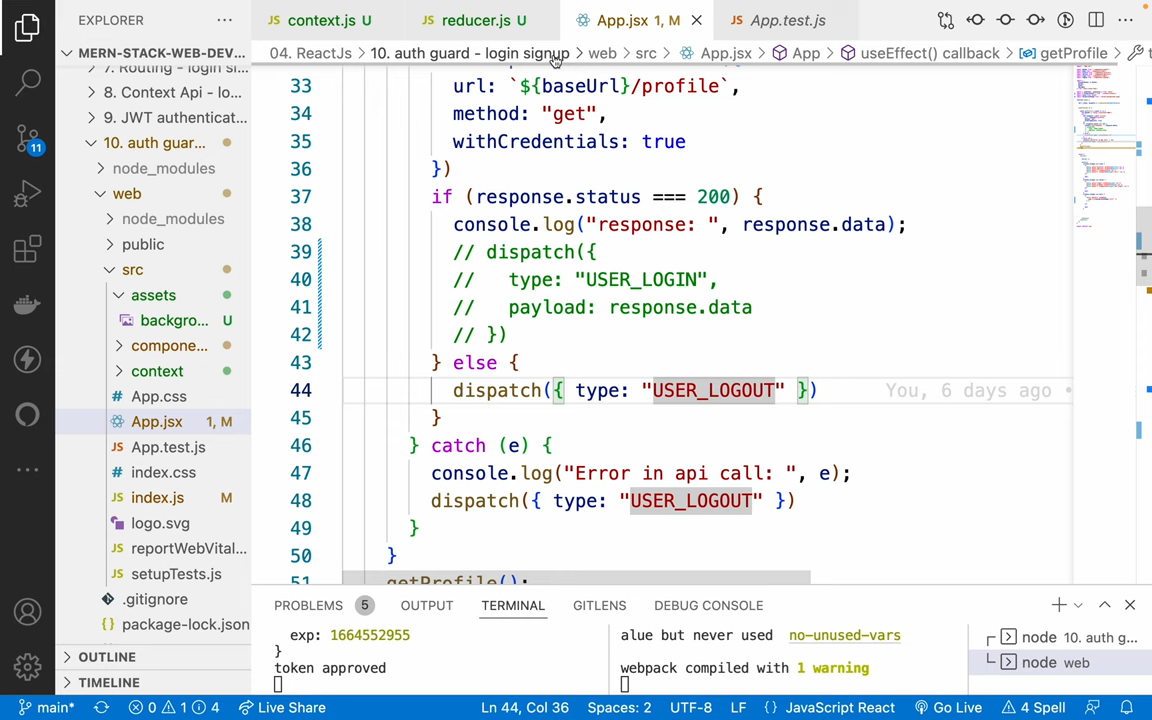 EXPLORER
MERN-STACK-WEB-DEV...
7. Routing - login si...
8. Context Api - lo...
9. JWT authenticat...
10. auth guar...
node_modules
web
node_modules
public
src
assets
backgro... U
compone...
context
App.css
App.jsx 1, M
App.test.js
index.css
index.js M
logo.svg
reportWebVital...
setupTests.js
.gitignore
package-lock.json
OUTLINE
TIMELINE
11
context.js U
reducer.js U
App.jsx 1, M
App.test.js
04. ReactJs > 10. auth guard - login signup > web > src > App.jsx > App > useEffect() callback > getProfile
33 url: `${baseUrl}/profile`,
34 method: "get",
35 withCredentials: true
36 })
37 if (response.status === 200) {
38 console.log("response: ", response.data);
39 // dispatch({
40 // type: "USER_LOGIN",
41 // payload: response.data
42 // })
43 } else {
44 dispatch({ type: "USER_LOGOUT" }) You, 6 days ago •
45 }
46 } catch (e) {
47 console.log("Error in api call: ", e);
48 dispatch({ type: "USER_LOGOUT" })
49 }
50 }
51 getProfile();
PROBLEMS 5 OUTPUT TERMINAL GITLENS DEBUG CONSOLE
exp: 1664552955
}
token approved
alue but never used no-unused-vars
webpack compiled with 1 warning
node 10. auth g...
node web
main* 0 1 4 Live Share Ln 44, Col 36 Spaces: 2 UTF-8 LF {} JavaScript React Go Live 4 Spell